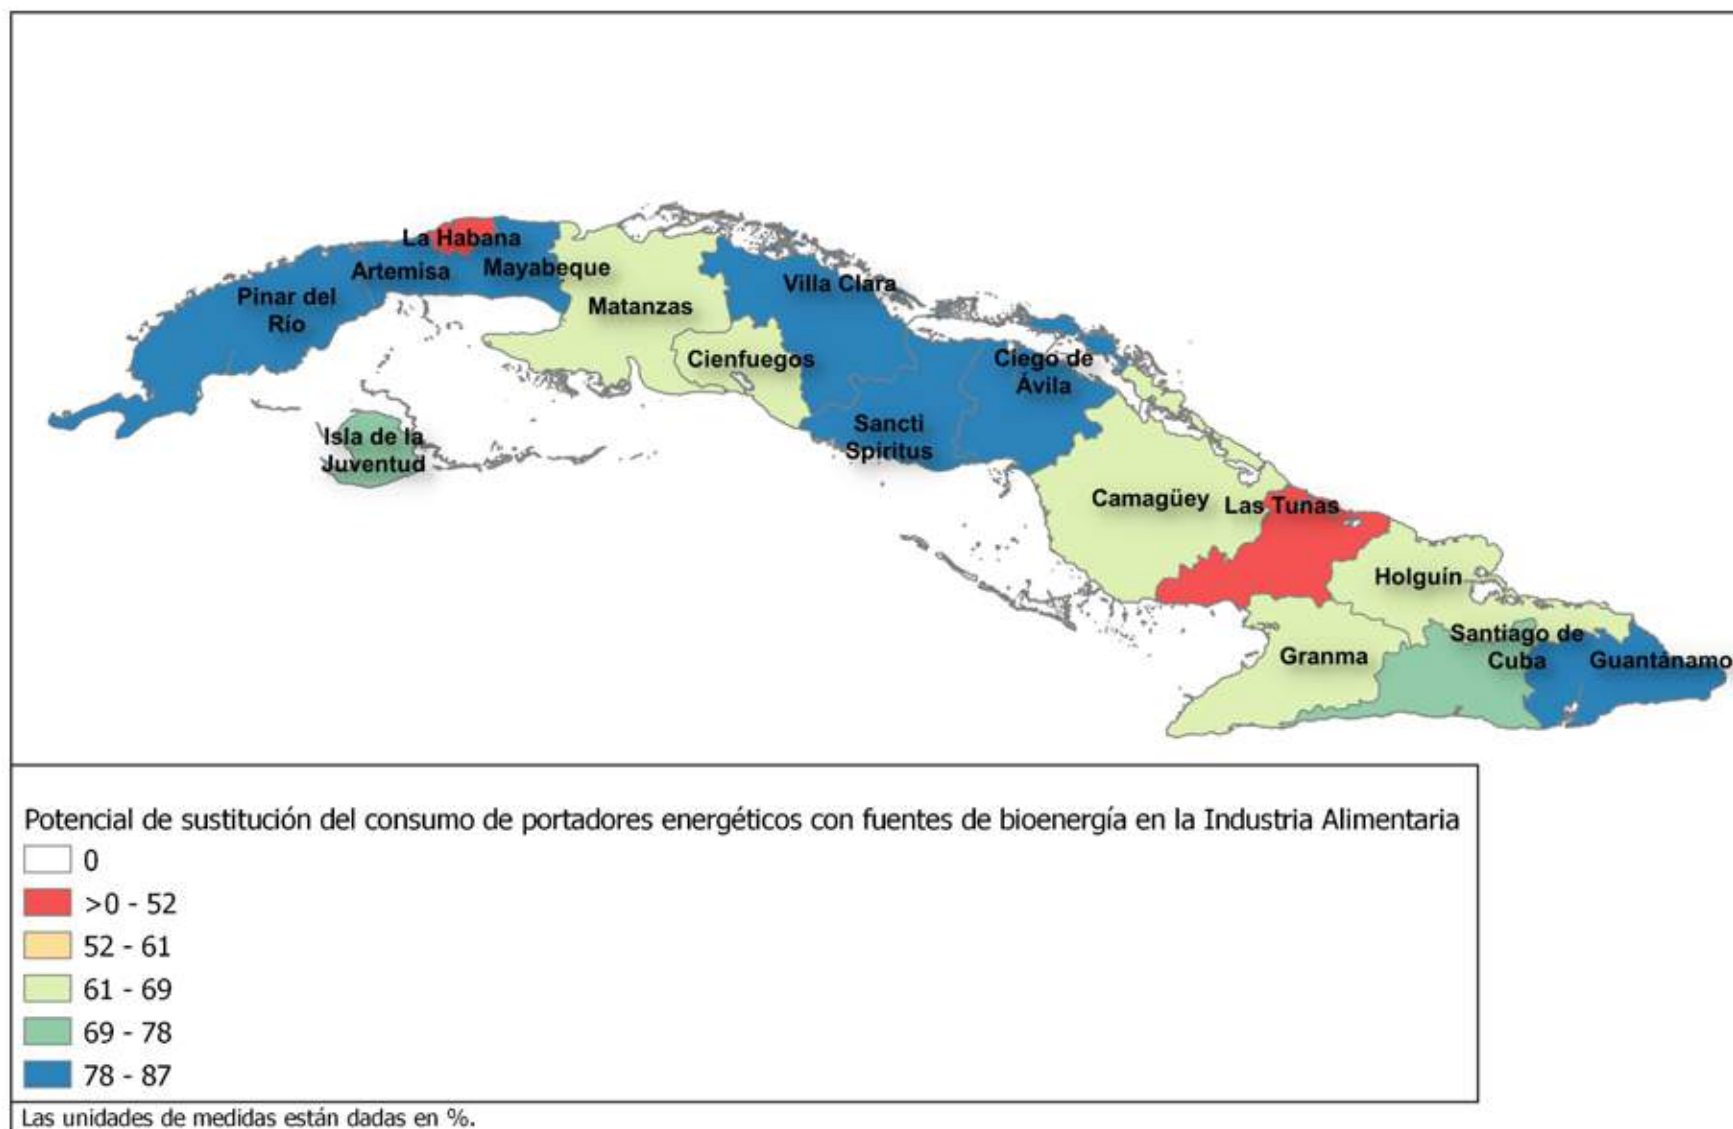 La Habana
Artemisa
Mayabeque
Pinar del
Río
Matanzas
Villa Clara
Cienfuegos
Ciego de
Ávila
Isla de la
Juventud
Sancti
Spiritus
Camagüey
Las Tunas
Holguín
Granma
Santiago de
Cuba
Guantánamo
Potencial de sustitución del consumo de portadores energéticos con fuentes de bioenergía en la Industria Alimentaria
0
>0 - 52
52 - 61
61 - 69
69 - 78
78 - 87
Las unidades de medidas están dadas en %.